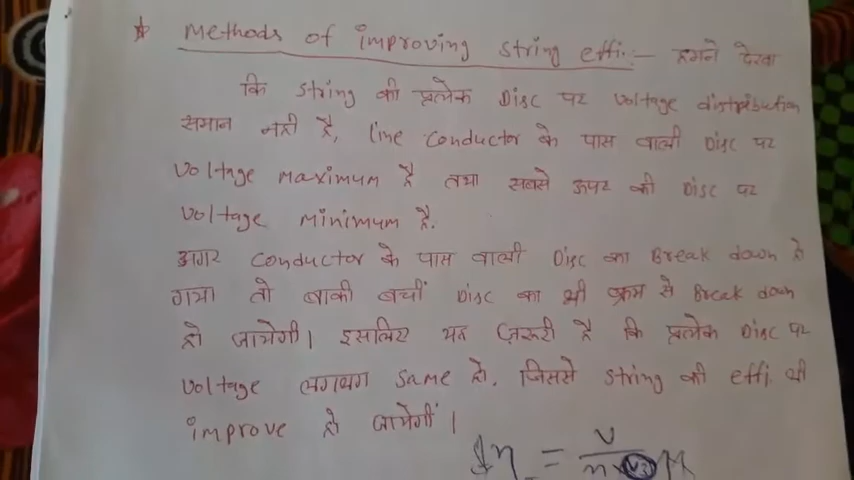 * Methods of improving string effi:- हमने देखा
कि string की प्रत्येक Disc पर voltage distribution
समान नही है, line conductor के पास वाली Disc पर
voltage maximum है तथा सबसे ऊपर की Disc पर
voltage minimum है.
अगर conductor के पास वाली Disc का Break down हो
गया तो बाकी बचीं Disc का भी क्रम से Break down
हो जायेगी। इसलिए यह ज़रूरी है कि प्रत्येक Disc पर
voltage लगभग same हो, जिससे string की effi. भी
improve हो जायेगीं।
η = V
n × V3